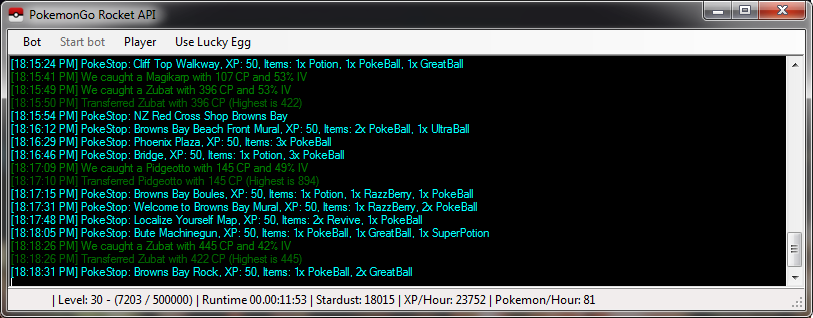 PokemonGo Rocket API
Bot Start bot Player Use Lucky Egg
[18:15:24 PM] PokeStop: Cliff Top Walkway, XP: 50, Items: 1x Potion, 1x PokeBall, 1x GreatBall
[18:15:41 PM] We caught a Magikarp with 107 CP and 53% IV
[18:15:49 PM] We caught a Zubat with 396 CP and 53% IV
[18:15:50 PM] Transferred Zubat with 396 CP (Highest is 422)
[18:15:54 PM] PokeStop: NZ Red Cross Shop Browns Bay
[18:16:12 PM] PokeStop: Browns Bay Beach Front Mural, XP: 50, Items: 2x PokeBall, 1x UltraBall
[18:16:29 PM] PokeStop: Phoenix Plaza, XP: 50, Items: 3x PokeBall
[18:16:46 PM] PokeStop: Bridge, XP: 50, Items: 1x Potion, 3x PokeBall
[18:17:09 PM] We caught a Pidgeotto with 145 CP and 49% IV
[18:17:10 PM] Transferred Pidgeotto with 145 CP (Highest is 894)
[18:17:15 PM] PokeStop: Browns Bay Boules, XP: 50, Items: 1x Potion, 1x RazzBerry, 1x PokeBall
[18:17:31 PM] PokeStop: Welcome to Browns Bay Mural, XP: 50, Items: 1x RazzBerry, 2x PokeBall
[18:17:48 PM] PokeStop: Localize Yourself Map, XP: 50, Items: 2x Revive, 1x PokeBall
[18:18:05 PM] PokeStop: Bute Machinegun, XP: 50, Items: 1x PokeBall, 1x GreatBall, 1x SuperPotion
[18:18:26 PM] We caught a Zubat with 445 CP and 42% IV
[18:18:26 PM] Transferred Zubat with 422 CP (Highest is 445)
[18:18:31 PM] PokeStop: Browns Bay Rock, XP: 50, Items: 1x PokeBall, 2x GreatBall
| Level: 30 - (7203 / 500000) | Runtime 00.00:11:53 | Stardust: 18015 | XP/Hour: 23752 | Pokemon/Hour: 81